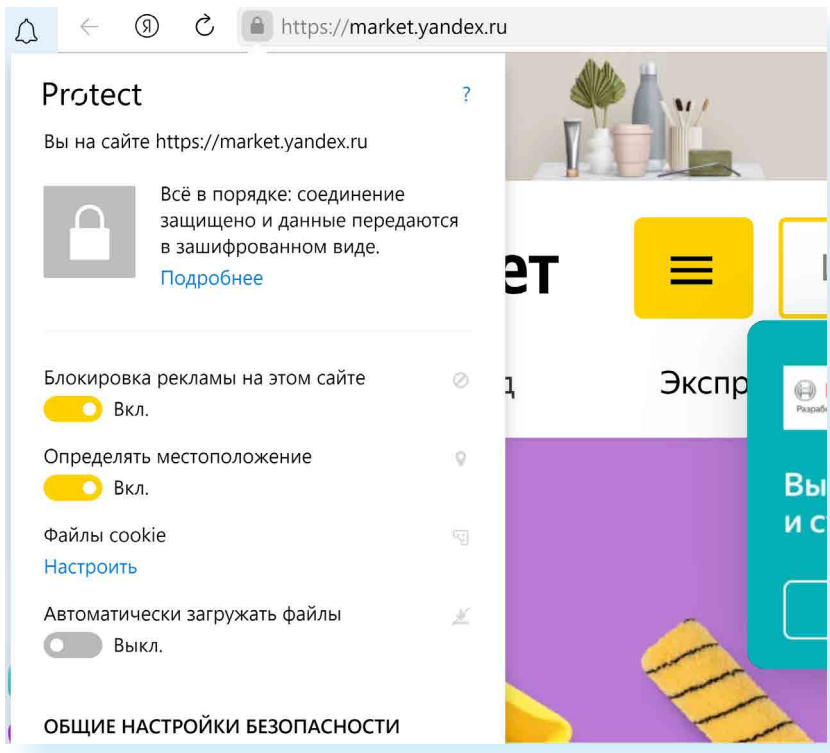 https://market.yandex.ru
Protect
?
Вы на сайте https://market.yandex.ru
Всё в порядке: соединение
защищено и данные передаются
в зашифрованном виде.
Подробнее
Блокировка рекламы на этом сайте
Вкл.
Определять местоположение
Вкл.
Файлы cookie
Настроить
Автоматически загружать файлы
Выкл.
ОБЩИЕ НАСТРОЙКИ БЕЗОПАСНОСТИ
ет
Экспр
Вы
и с